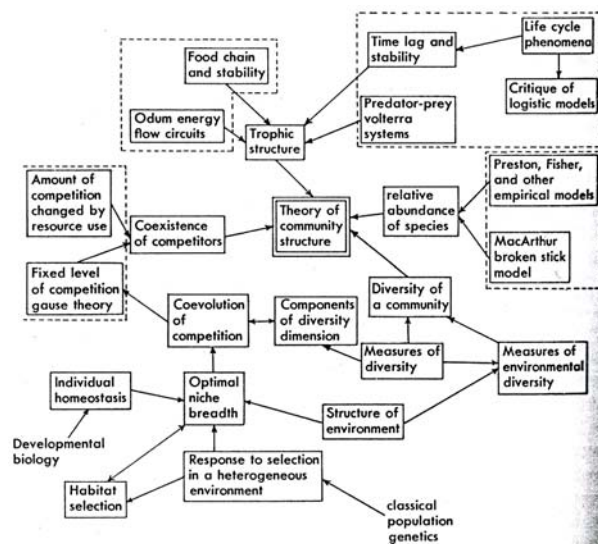 Food chain
and stability
Time lag and
stability
Life cycle
phenomena
Critique of
logistic models
Odum energy
flow circuits
Trophic
structure
Predator-prey
volterra
systems
Amount of
competition
changed by
resource use
Coexistence
of competitors
Theory of
community
structure
relative
abundance
of species
Preston, Fisher,
and other
empirical models
MacArthur
broken stick
model
Fixed level
of competition
gause theory
Coevolution
of
competition
Components
of diversity
dimension
Diversity of
a community
Measures of
diversity
Measures of
environmental
diversity
Individual
homeostasis
Optimal
niche
breadth
Structure of
environment
Developmental
biology
Habitat
selection
Response to selection
in a heterogeneous
environment
classical
population
genetics